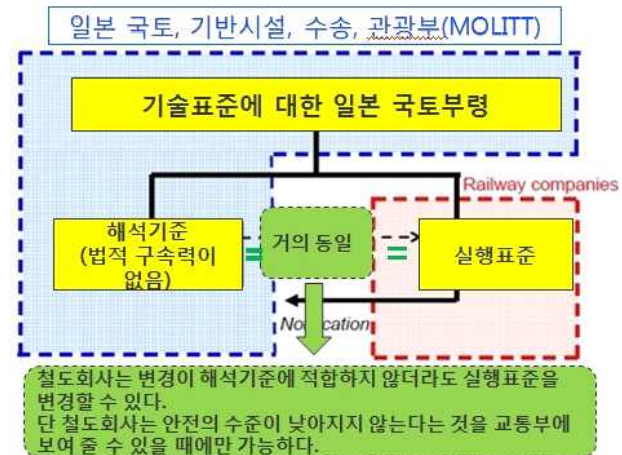 일본 국토, 기반시설, 수송, 관광부(MOLITT)
기술표준에 대한 일본 국토부령
Railway companies
해석기준
(법적 구속력이
없음)
=
거의 동일
=
실행표준
No cation
철도회사는 변경이 해석기준에 적합하지 않더라도 실행표준을
변경할 수 있다.
단 철도회사는 안전의 수준이 낮아지지 않는다는 것을 교통부에
보여 줄 수 있을 때에만 가능하다.